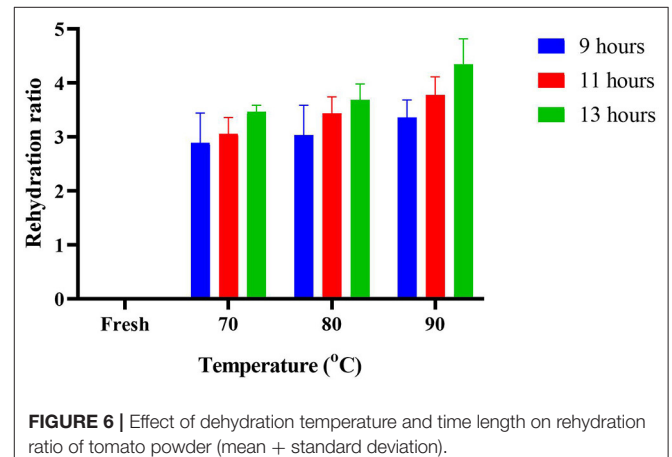 5
4
3
2
1
0
Rehydration ratio
Fresh 70 80 90
Temperature (°C)
9 hours
11 hours
13 hours
FIGURE 6 | Effect of dehydration temperature and time length on rehydration
ratio of tomato powder (mean + standard deviation).